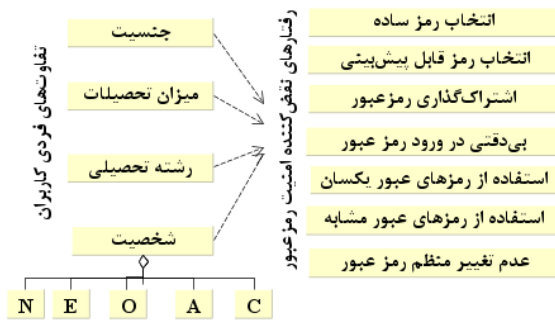 رفتارهای نقض‌کننده امنیت رمزعبور
انتخاب رمز ساده
انتخاب رمز قابل پیش‌بینی
اشتراک‌گذاری رمزعبور
بی‌دقتی در ورود رمز عبور
استفاده از رمزهای عبور یکسان
استفاده از رمزهای عبور مشابه
عدم تغییر منظم رمز عبور
تفاوت‌های فردی کاربران
جنسیت
میزان تحصیلات
رشته تحصیلی
شخصیت
N E O A C